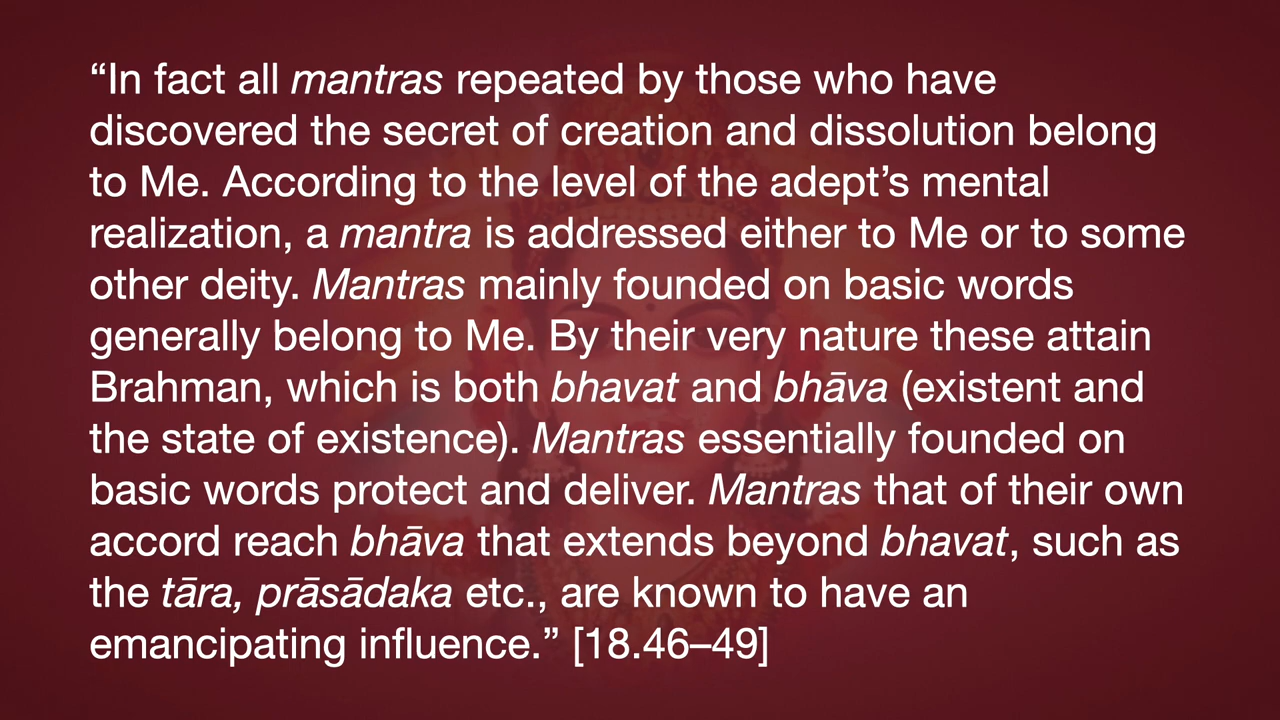 “In fact all mantras repeated by those who have
discovered the secret of creation and dissolution belong
to Me. According to the level of the adept’s mental
realization, a mantra is addressed either to Me or to some
other deity. Mantras mainly founded on basic words
generally belong to Me. By their very nature these attain
Brahman, which is both bhavat and bhāva (existent and
the state of existence). Mantras essentially founded on
basic words protect and deliver. Mantras that of their own
accord reach bhāva that extends beyond bhavat, such as
the tāra, prāsādaka etc., are known to have an
emancipating influence.” [18.46–49]